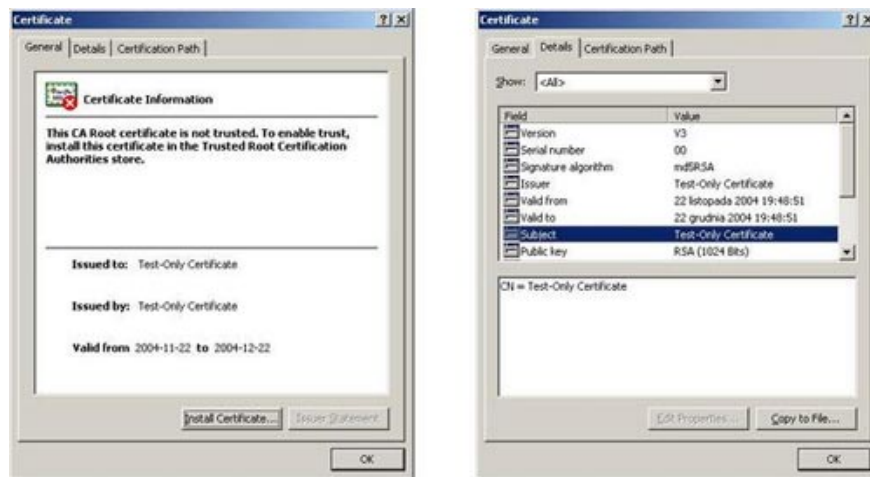 Certificate
General Details Certification Path
Certificate Information
This CA Root certificate is not trusted. To enable trust,
install this certificate in the Trusted Root Certification
Authorities store.
Issued to: Test-Only Certificate
Issued by: Test-Only Certificate
Valid from 2004-11-22 to 2004-12-22
Install Certificate... Issuer Statement
OK
Certificate
General Details Certification Path
Show: <All>
Field Value
Version V3
Serial number 00
Signature algorithm md5RSA
Issuer Test-Only Certificate
Valid from 22 listopada 2004 19:48:51
Valid to 22 grudnia 2004 19:48:51
Subject Test-Only Certificate
Public key RSA (1024 Bits)
CN = Test-Only Certificate
Edit Properties... Copy to File...
OK